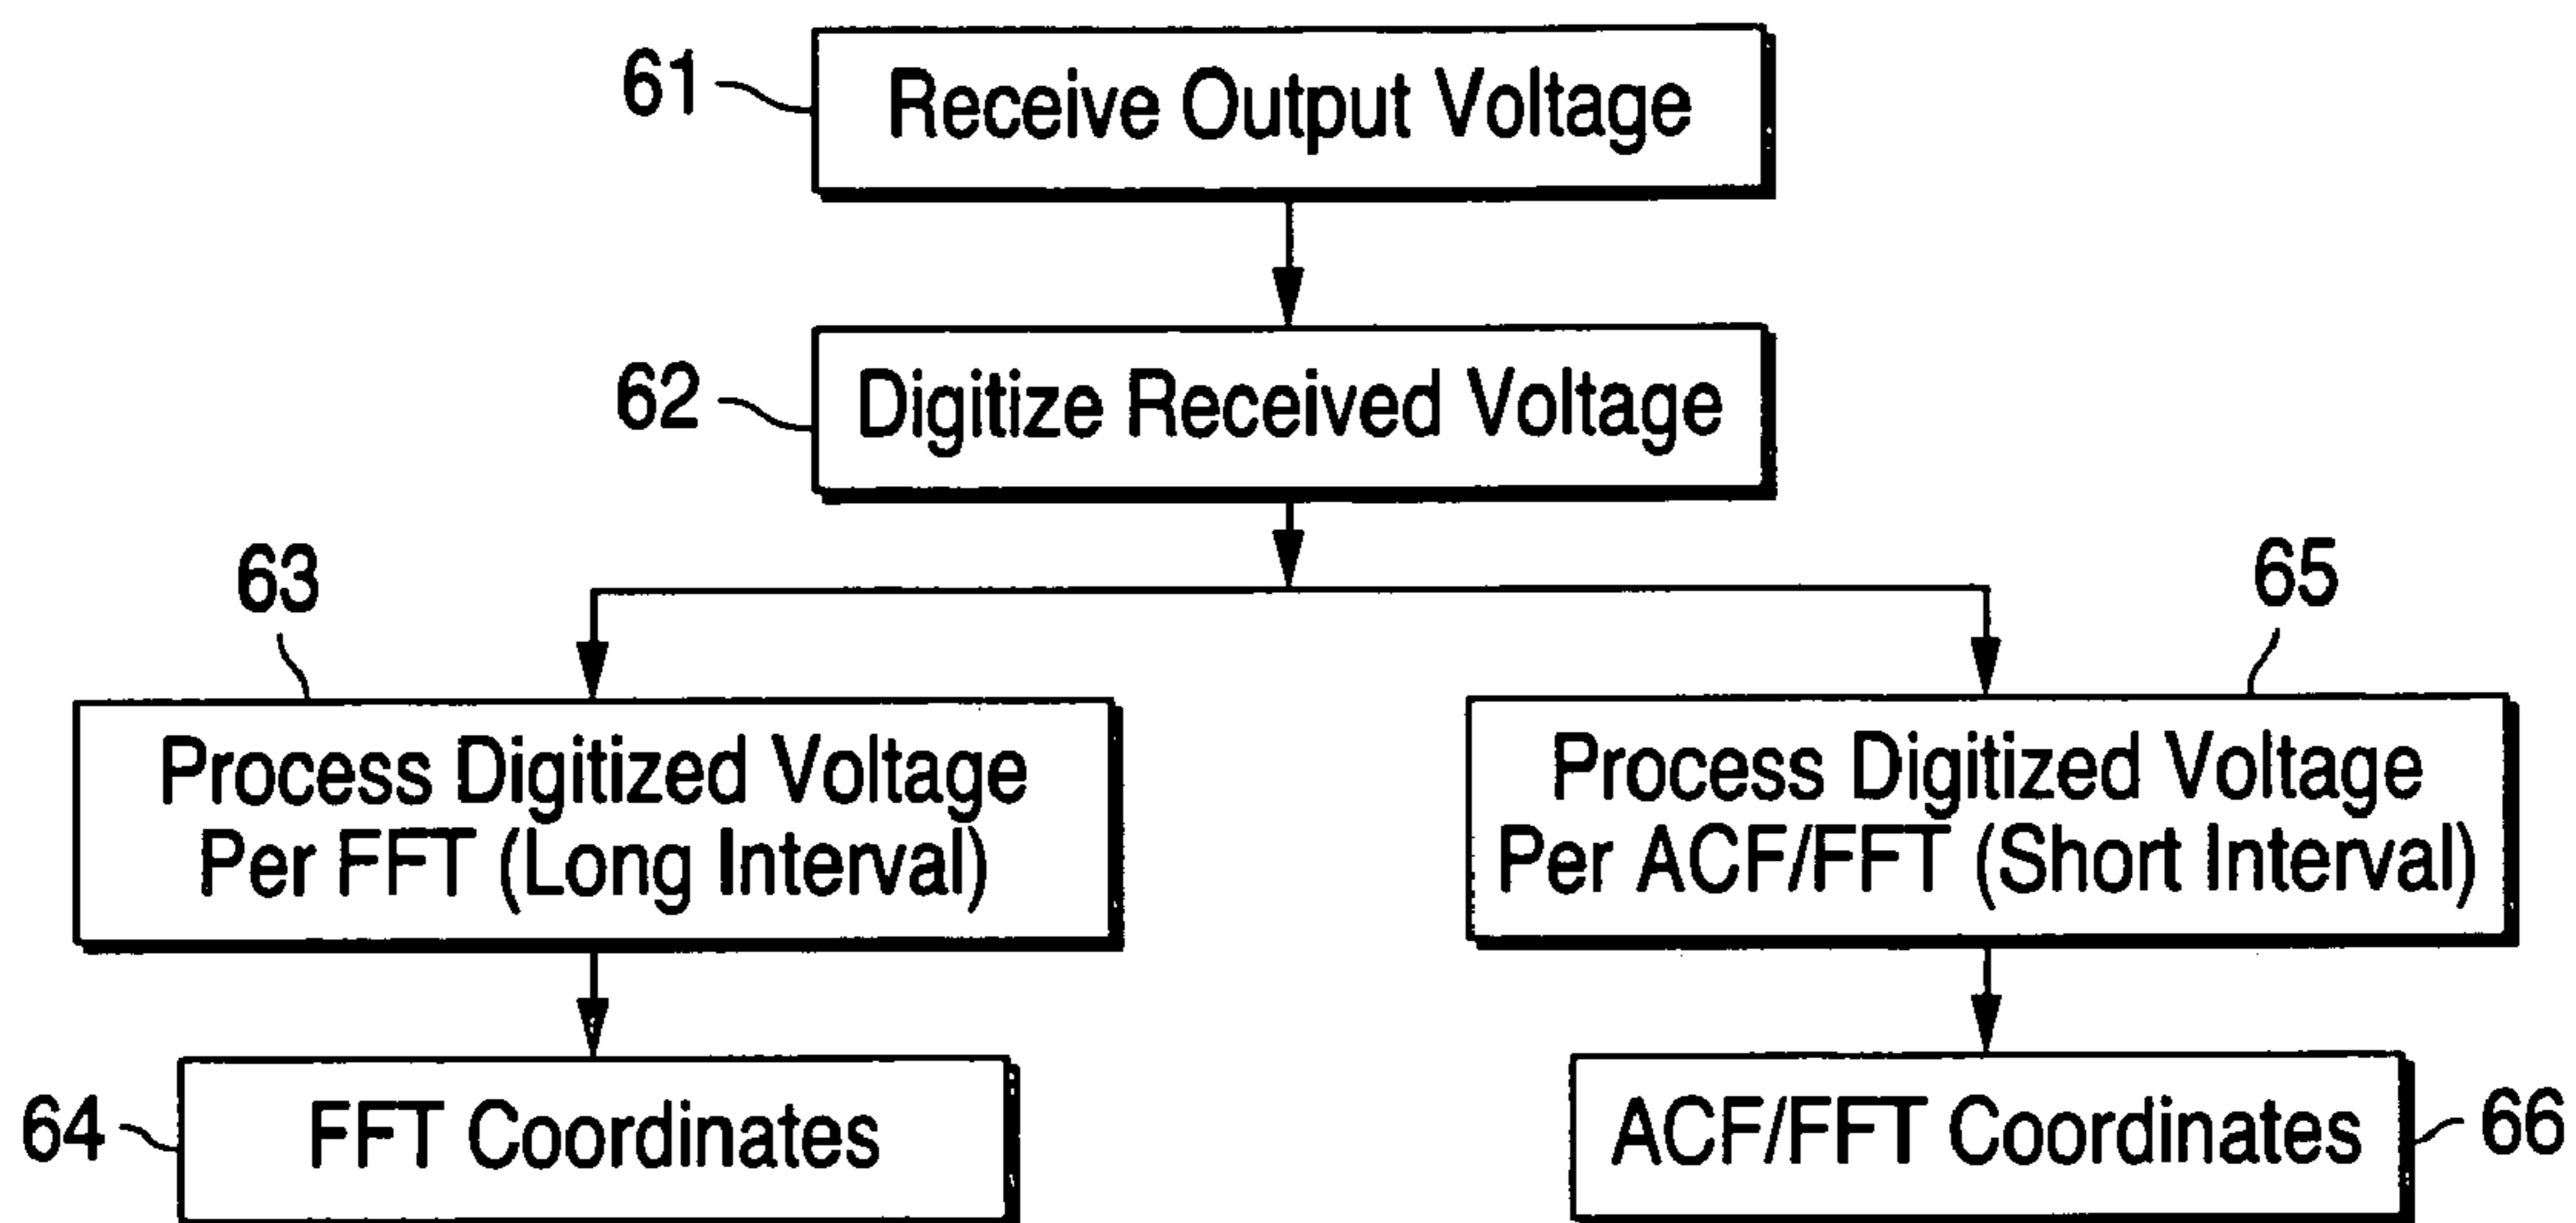 61
Receive Output Voltage
62
Digitize Received Voltage
63
65
Process Digitized Voltage
Per FFT (Long Interval)
Process Digitized Voltage
Per ACF/FFT (Short Interval)
64
FFT Coordinates
ACF/FFT Coordinates
66